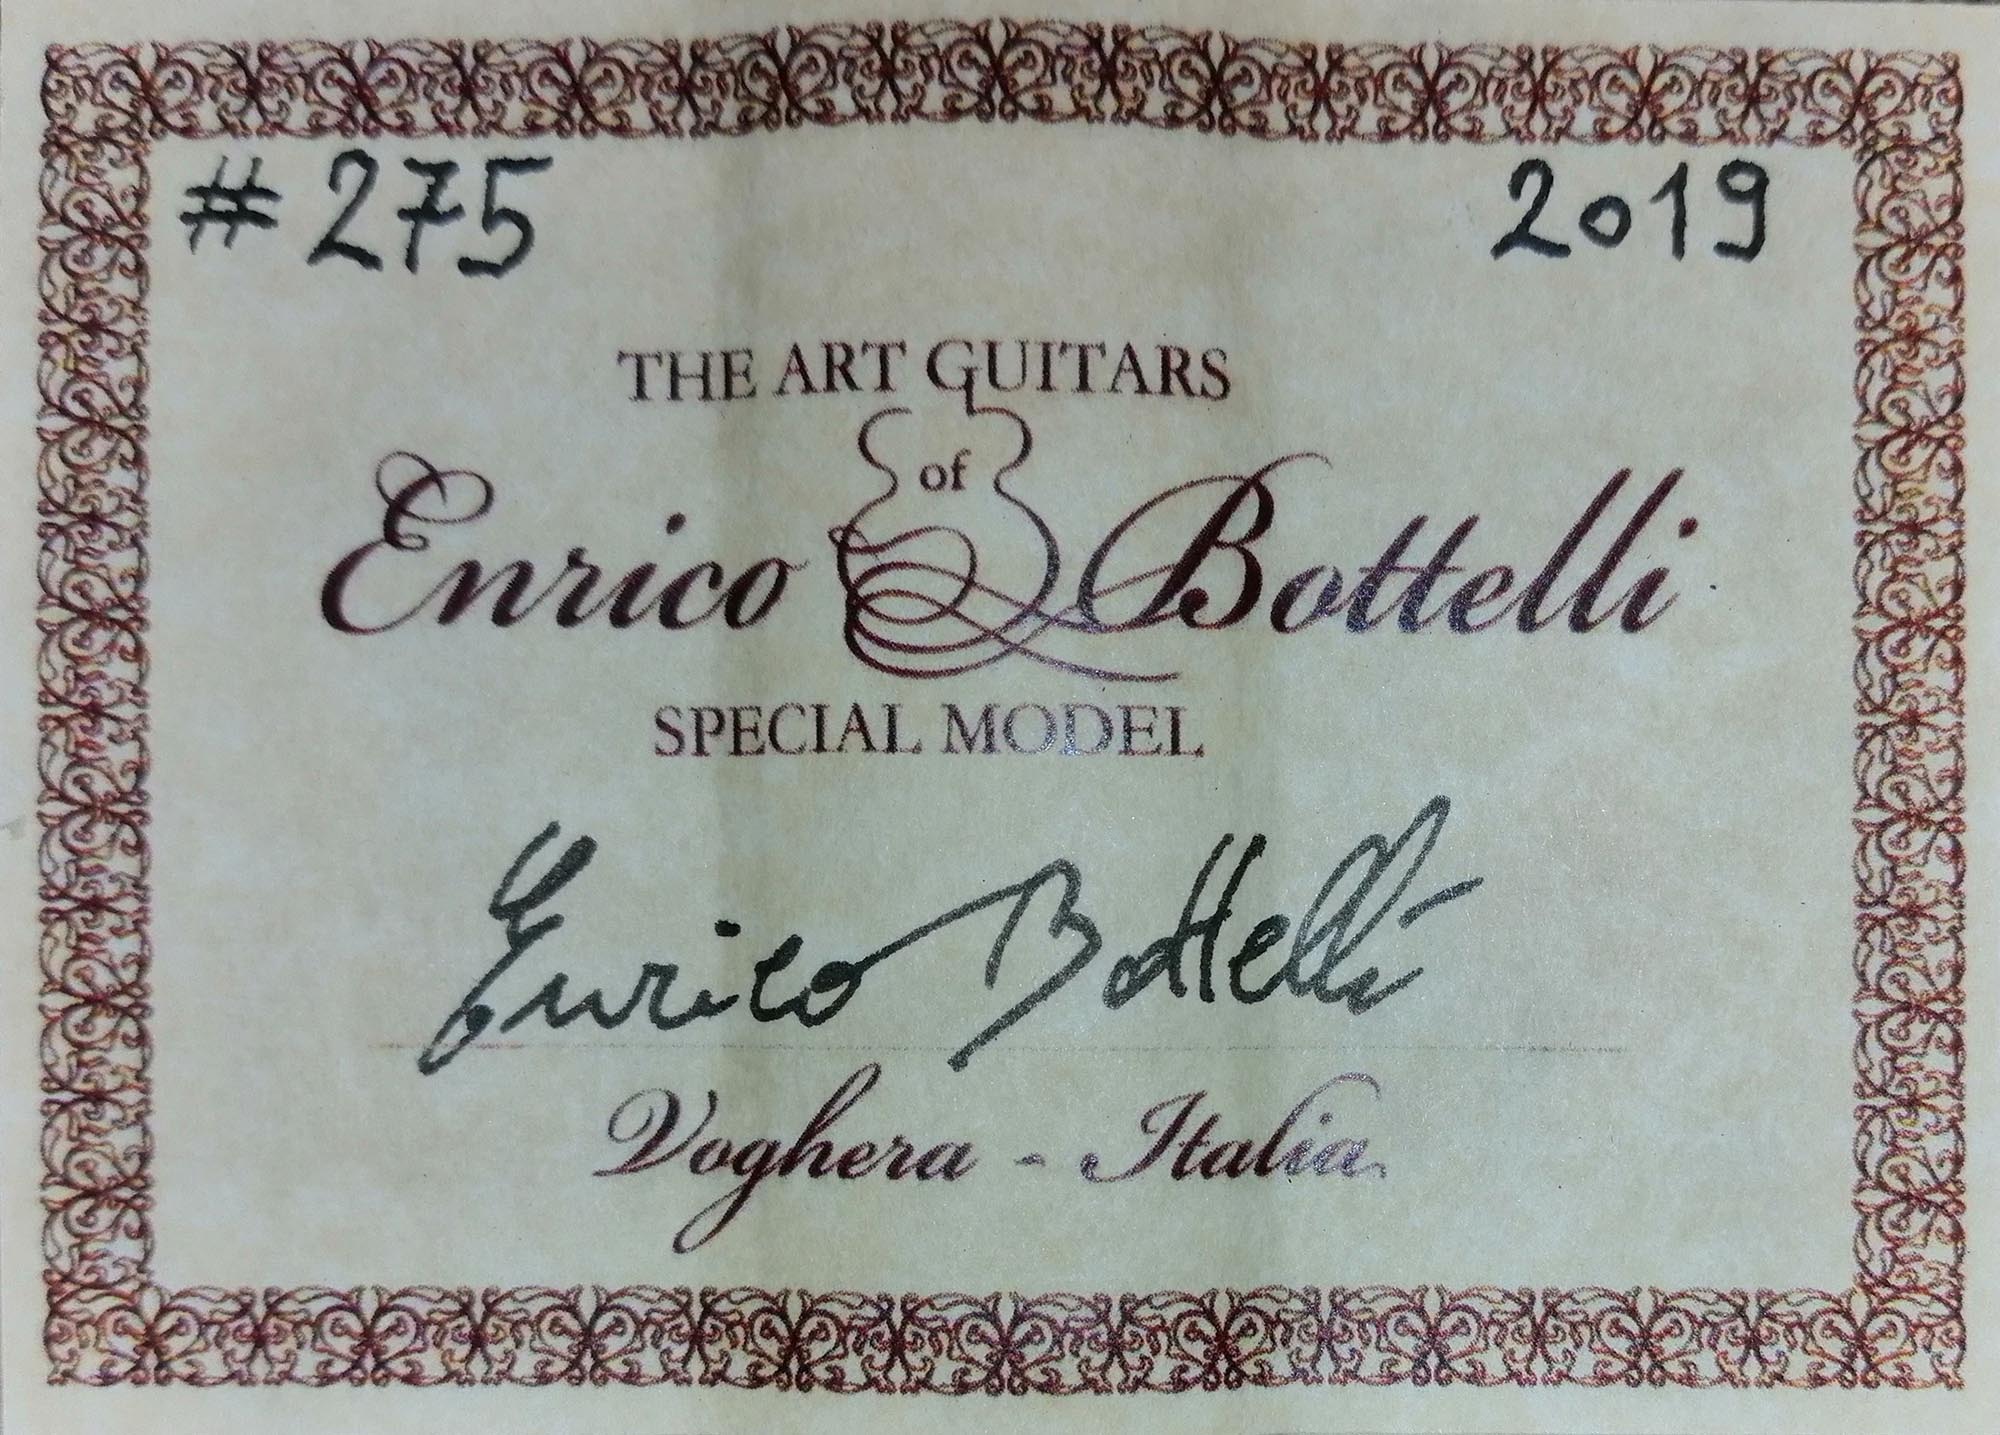 # 275 2019
THE ART GUITARS
of
Enrico Bottelli
SPECIAL MODEL
Enrico Bottelli
Voghera - Italia